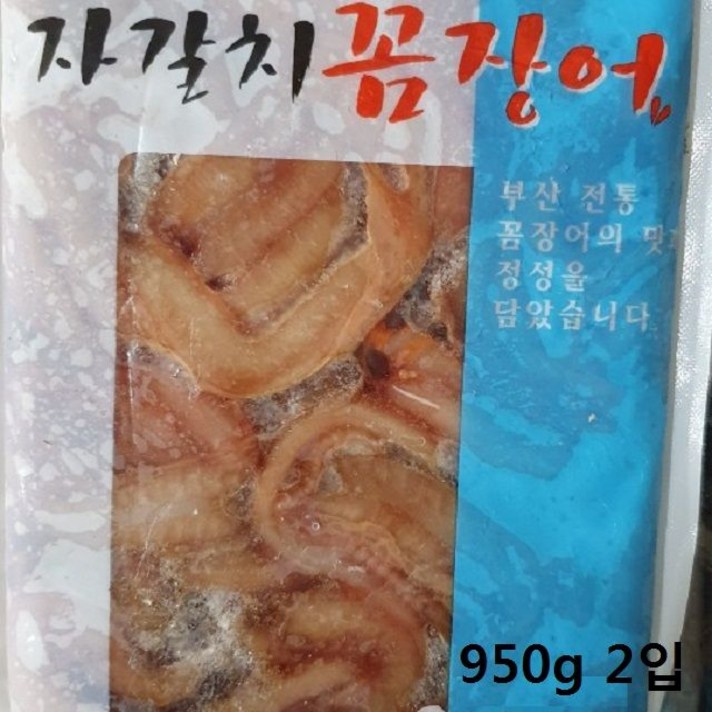 자갈치꼼장어
부산 전통
꼼장어의 맛과
정성을
담았습니다
950g 2입